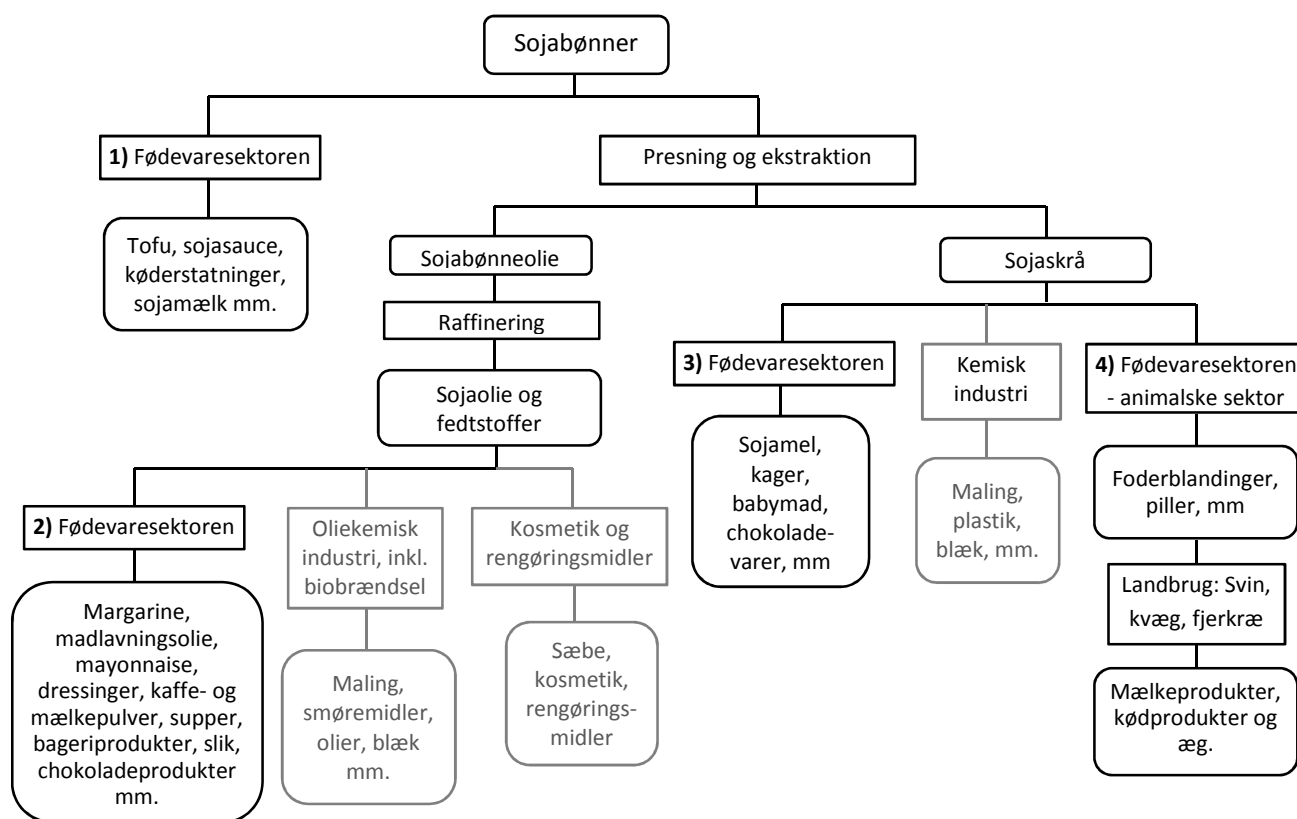 Sojabønner
1) Fødevaresektoren
Presning og ekstraktion
Tofu, sojasauce,
køderstatninger,
sojamælk mm.
Sojabønneolie
Sojaskrå
Raffinering
Sojaolie og
fedtstoffer
3) Fødevaresektoren
Kemisk
industri
4) Fødevaresektoren
- animalske sektor
Sojamel,
kager,
babymad,
chokolade-
varer, mm
Maling,
plastik,
blæk, mm.
Foderblandinger,
piller, mm
2) Fødevaresektoren
Oliekemisk
industri, inkl.
biobrændsel
Kosmetik og
rengøringsmidler
Landbrug: Svin,
kvæg, fjerkræ
Margarine,
madlavningsolie,
mayonnaise,
dressinger, kaffe- og
mælkepulver, supper,
bageriprodukter, slik,
chokoladeprodukter
mm.
Maling,
smøremidler,
olier, blæk
mm.
Sæbe,
kosmetik,
rengørings-
midler
Mælkeprodukter,
kødprodukter og
æg.